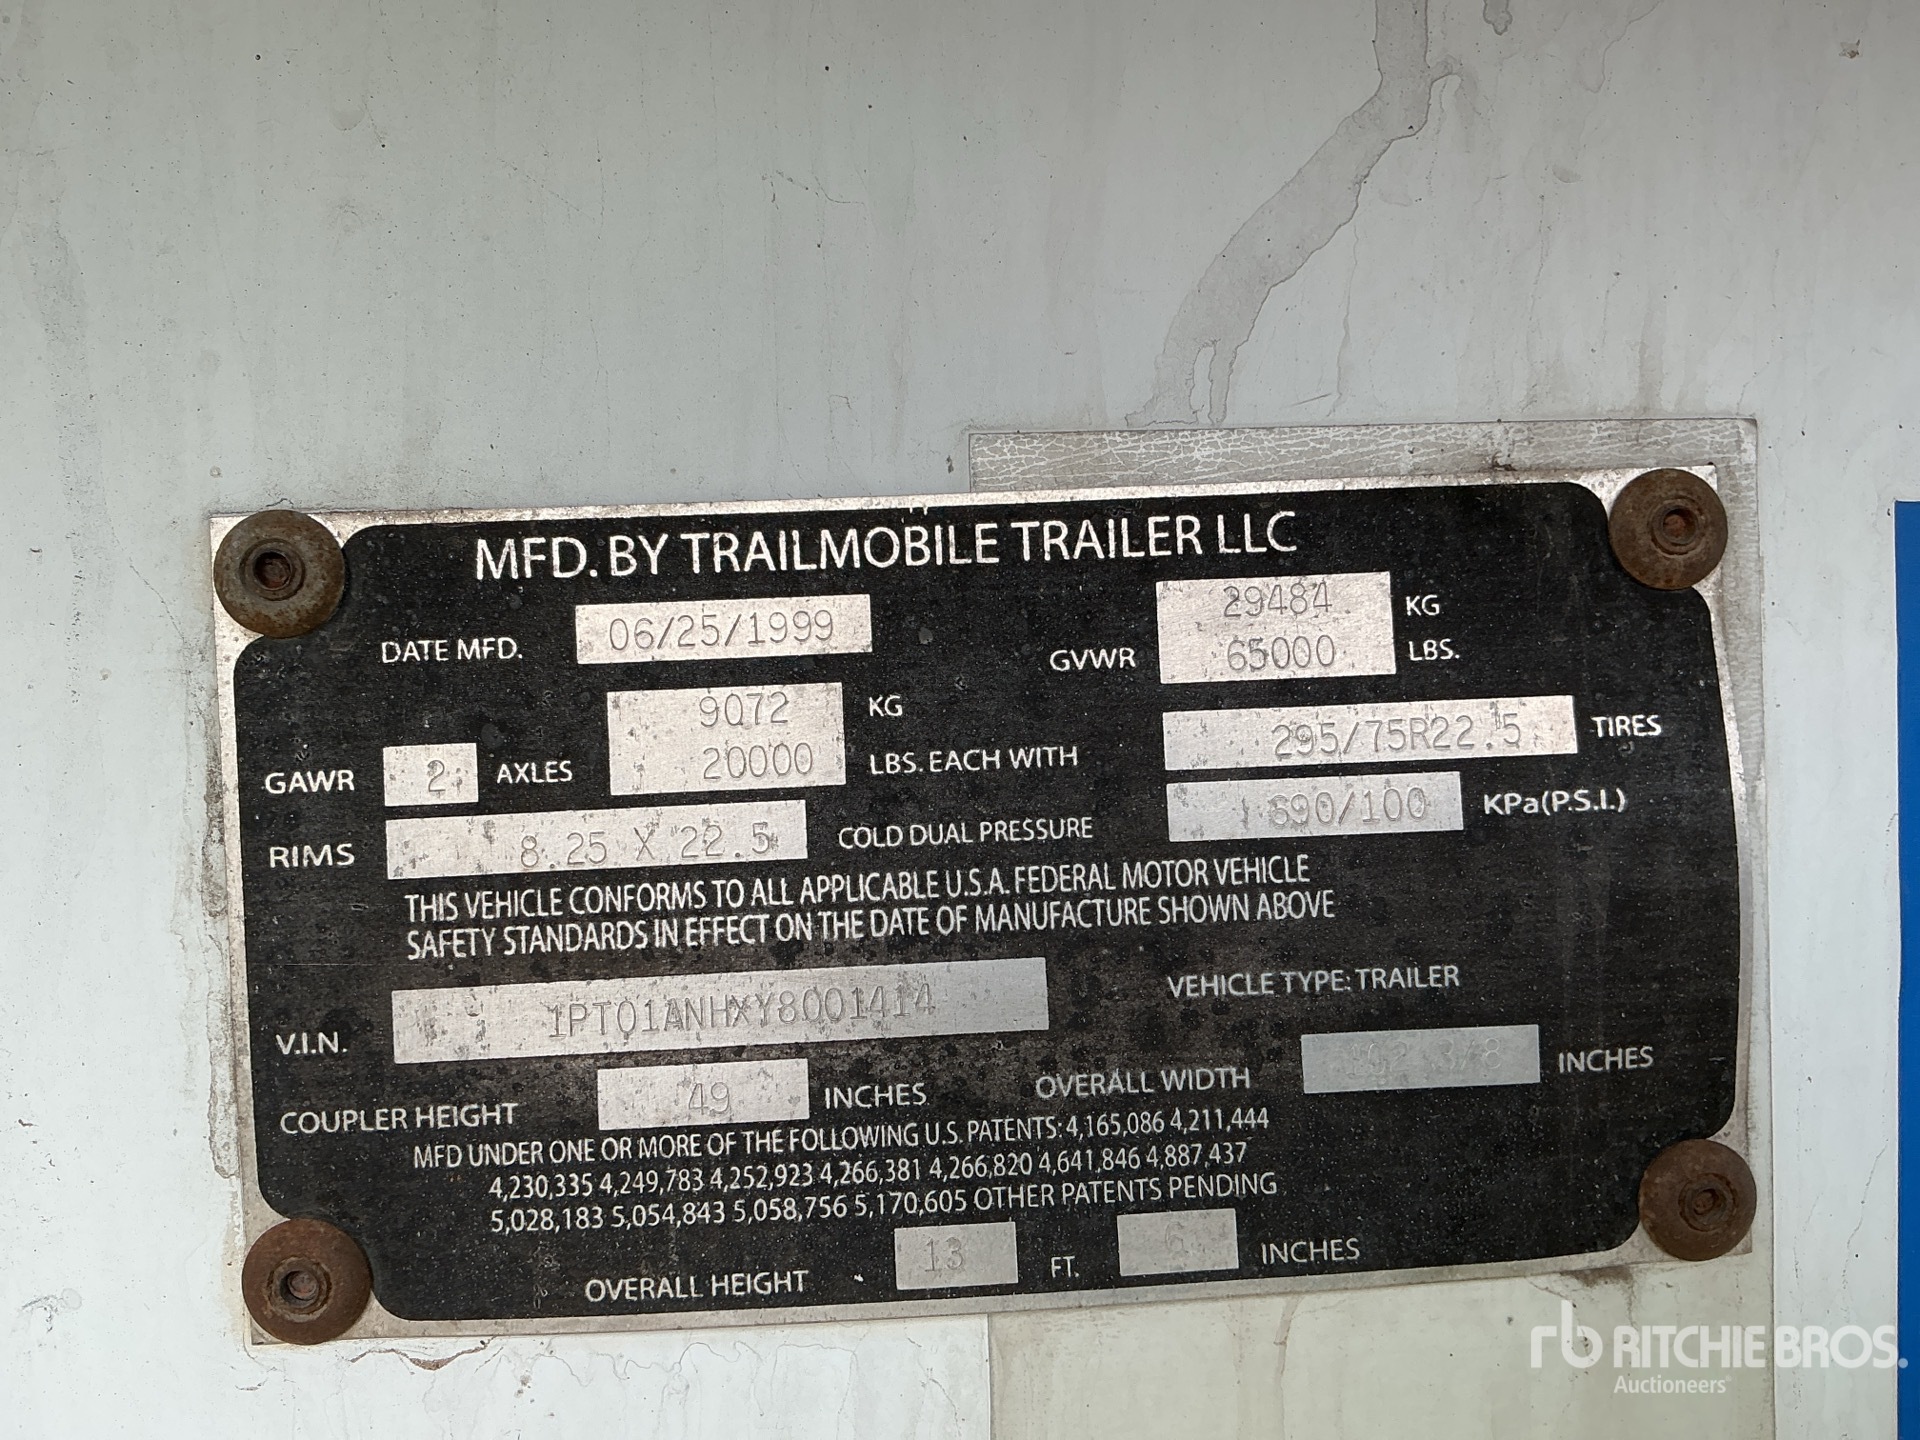 MFD. BY TRAILMOBILE TRAILER LLC
DATE MFD. 06/25/1999 GVWR 29484 KG
65000 LBS.
GAWR 2 AXLES 9072 KG
20000 LBS. EACH WITH 295/75R22.5 TIRES
RIMS 8.25 X 22.5 COLD DUAL PRESSURE 690/100 KPa(P.S.I.)
THIS VEHICLE CONFORMS TO ALL APPLICABLE U.S.A. FEDERAL MOTOR VEHICLE
SAFETY STANDARDS IN EFFECT ON THE DATE OF MANUFACTURE SHOWN ABOVE
V.I.N. 1PT01ANHXY8001414 VEHICLE TYPE: TRAILER
COUPLER HEIGHT 49 INCHES OVERALL WIDTH 102 3/8 INCHES
MFD UNDER ONE OR MORE OF THE FOLLOWING U.S. PATENTS: 4,165,086 4,211,444
4,230,335 4,249,783 4,252,923 4,266,381 4,266,820 4,641,846 4,887,437
5,028,183 5,054,843 5,058,756 5,170,605 OTHER PATENTS PENDING
OVERALL HEIGHT 13 FT. 6 INCHES
rb RITCHIE BROS.
Auctioneers